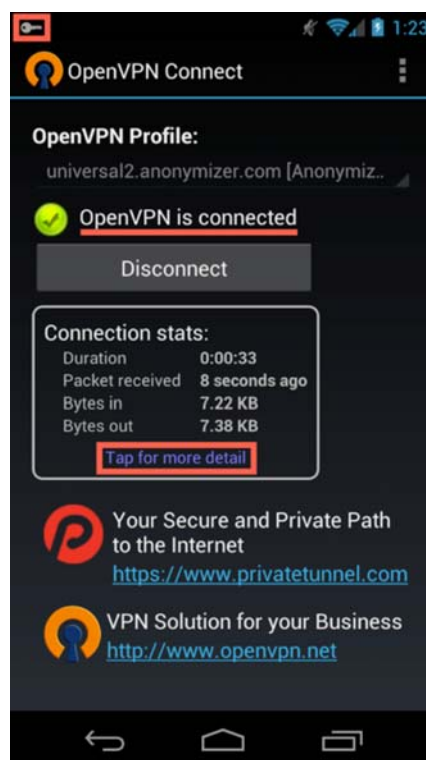 1:23
OpenVPN Connect
OpenVPN Profile:
universal2.anonymizer.com [Anonymiz..
OpenVPN is connected
Disconnect
Connection stats:
Duration 0:00:33
Packet received 8 seconds ago
Bytes in 7.22 KB
Bytes out 7.38 KB
Tap for more detail
Your Secure and Private Path
to the Internet
https://www.privatetunnel.com
VPN Solution for your Business
http://www.openvpn.net